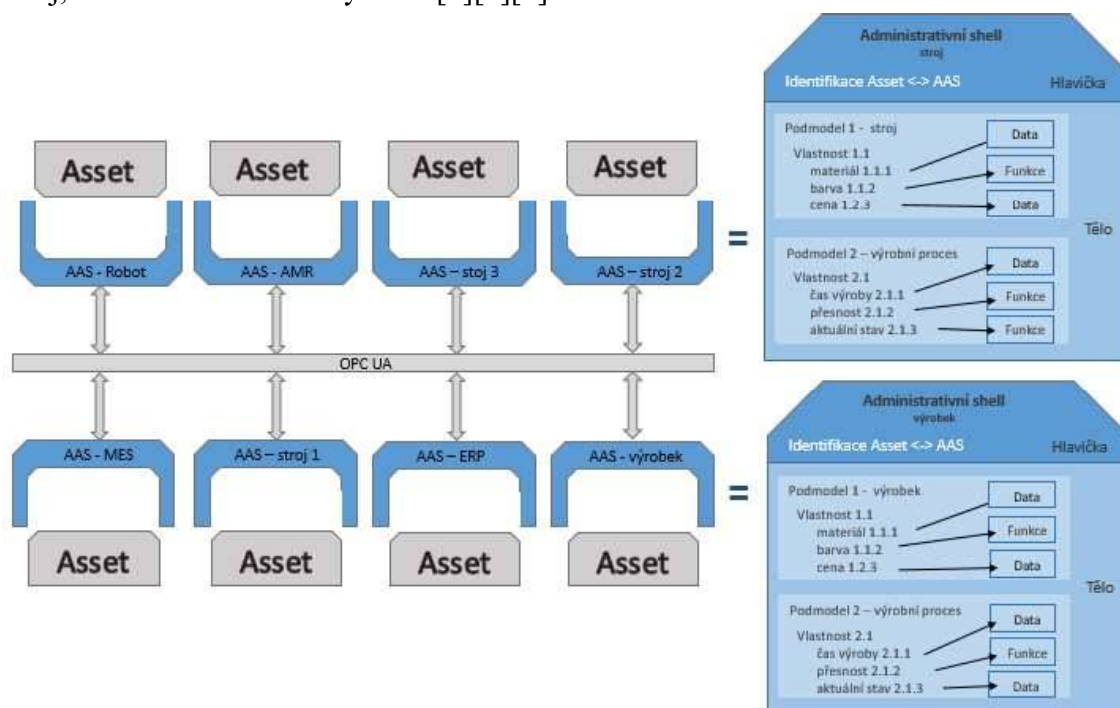 Asset
Asset
Asset
Asset
AAS - Robot
AAS - AMR
AAS – stoj 3
AAS – stroj 2
OPC UA
AAS - MES
AAS – stroj 1
AAS – ERP
AAS - výrobek
Asset
Asset
Asset
Asset
=
=
Administrativní shell
stroj
Identifikace Asset <-> AAS
Hlavička
Podmodel 1 - stroj
Vlastnost 1.1
materiál 1.1.1
barva 1.1.2
cena 1.2.3
Data
Funkce
Data
Tělo
Podmodel 2 – výrobní proces
Vlastnost 2.1
čas výroby 2.1.1
přesnost 2.1.2
aktuální stav 2.1.3
Data
Funkce
Funkce
Administrativní shell
výrobek
Identifikace Asset <-> AAS
Hlavička
Podmodel 1 - výrobek
Vlastnost 1.1
materiál 1.1.1
barva 1.1.2
cena 1.2.3
Data
Funkce
Data
Tělo
Podmodel 2 – výrobní proces
Vlastnost 2.1
čas výroby 2.1.1
přesnost 2.1.2
aktuální stav 2.1.3
Data
Funkce
Data